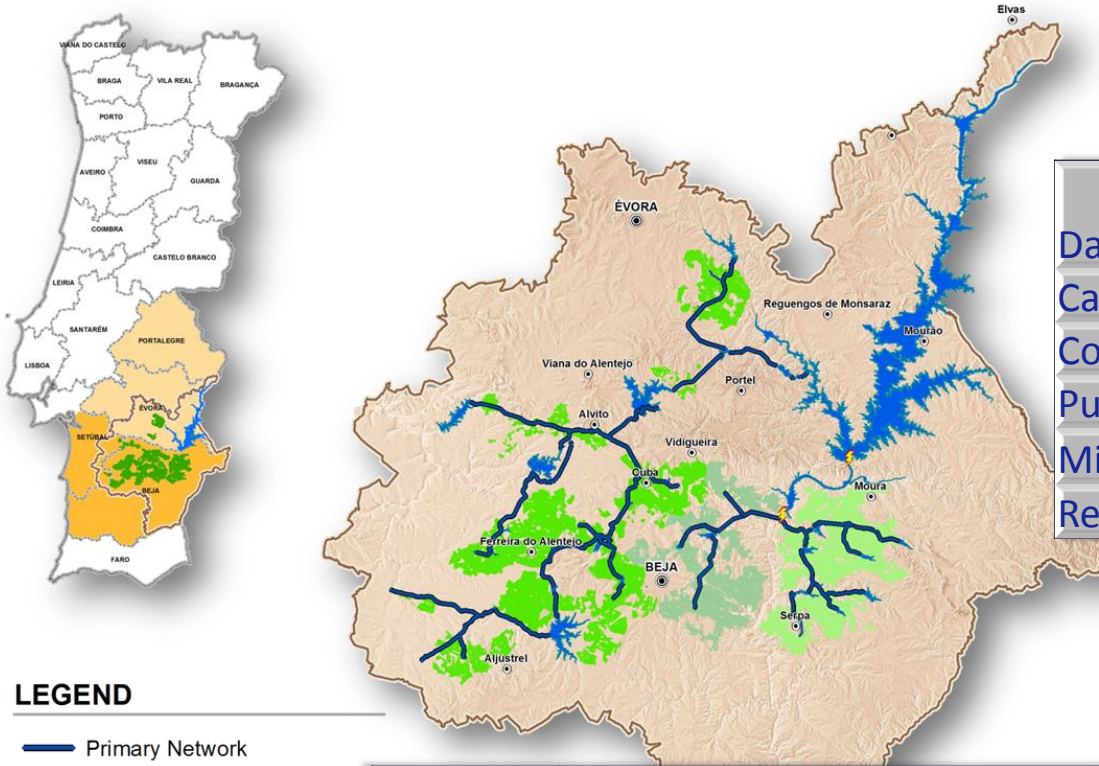 VIANA DO CASTELO
BRAGA
VILA REAL
BRAGANÇA
PORTO
AVEIRO
VISEU
GUARDA
COIMBRA
CASTELO BRANCO
LEIRIA
SANTARÉM
PORTALEGRE
LISBOA
ÉVORA
SETÚBAL
BEJA
FARO
Elvas
ÉVORA
Reguengos de Monsaraz
Mourão
Viana do Alentejo
Portel
Alvito
Vidigueira
Cuba
Moura
Ferreira do Alentejo
BEJA
Serpa
Aljustrel
LEGEND
Primary Network
Da
Ca
Co
Pu
Mi
Re